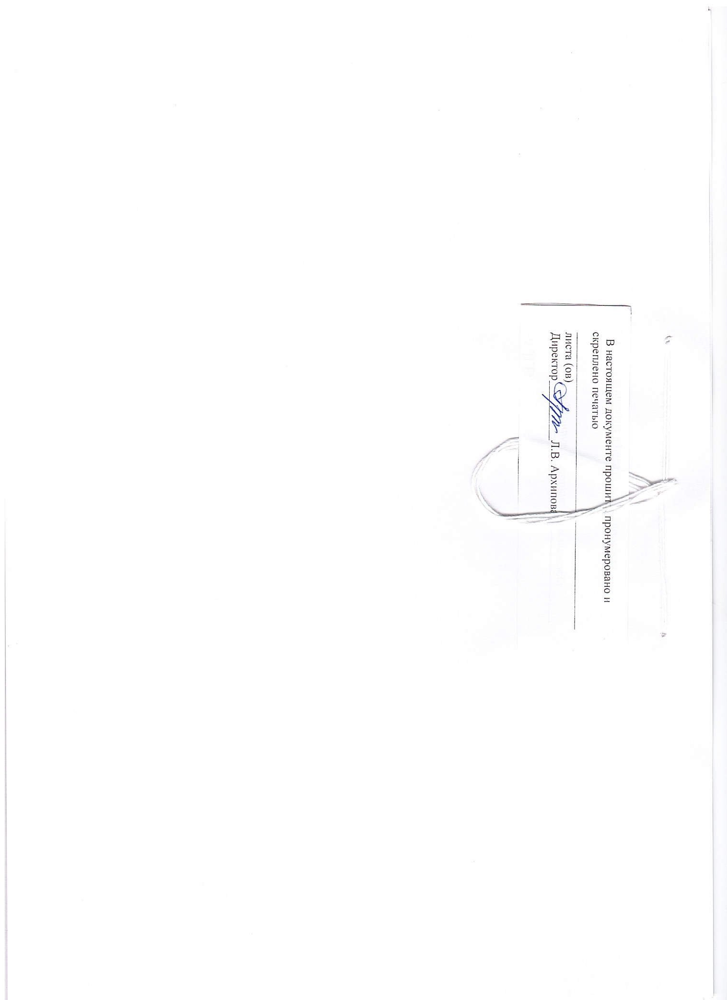 В настоящем документе прошит, пронумеровано и
скреплено печатью
листа (ов)
Директор Л.В. Архипова